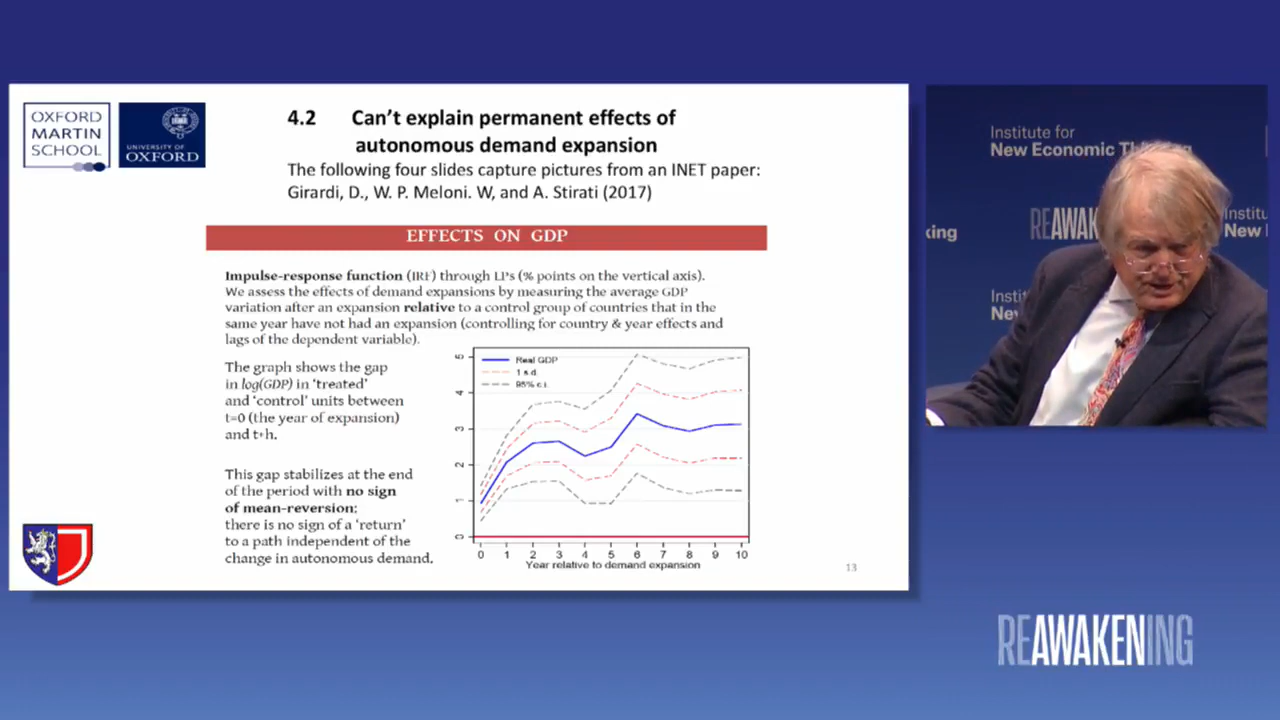 OXFORD
MARTIN
SCHOOL
UNIVERSITY OF
OXFORD
4.2 Can't explain permanent effects of
autonomous demand expansion
The following four slides capture pictures from an INET paper:
Girardi, D., W. P. Meloni. W, and A. Stirati (2017)
EFFECTS ON GDP
Impulse-response function (IRF) through LPs (% points on the vertical axis).
We assess the effects of demand expansions by measuring the average GDP
variation after an expansion relative to a control group of countries that in the
same year have not had an expansion (controlling for country & year effects and
lags of the dependent variable).
The graph shows the gap
in log(GDP) in 'treated'
and 'control' units between
t=0 (the year of expansion)
and t+h.
This gap stabilizes at the end
of the period with no sign
of mean-reversion;
there is no sign of a 'return'
to a path independent of the
change in autonomous demand.
Real GDP
1 s.d.
95% c.i.
5
4
3
2
1
0
0 1 2 3 4 5 6 7 8 9 10
Year relative to demand expansion
13
Institute for
New Economic
REAWA
king
Institu
New
Instit
REAWAKENING